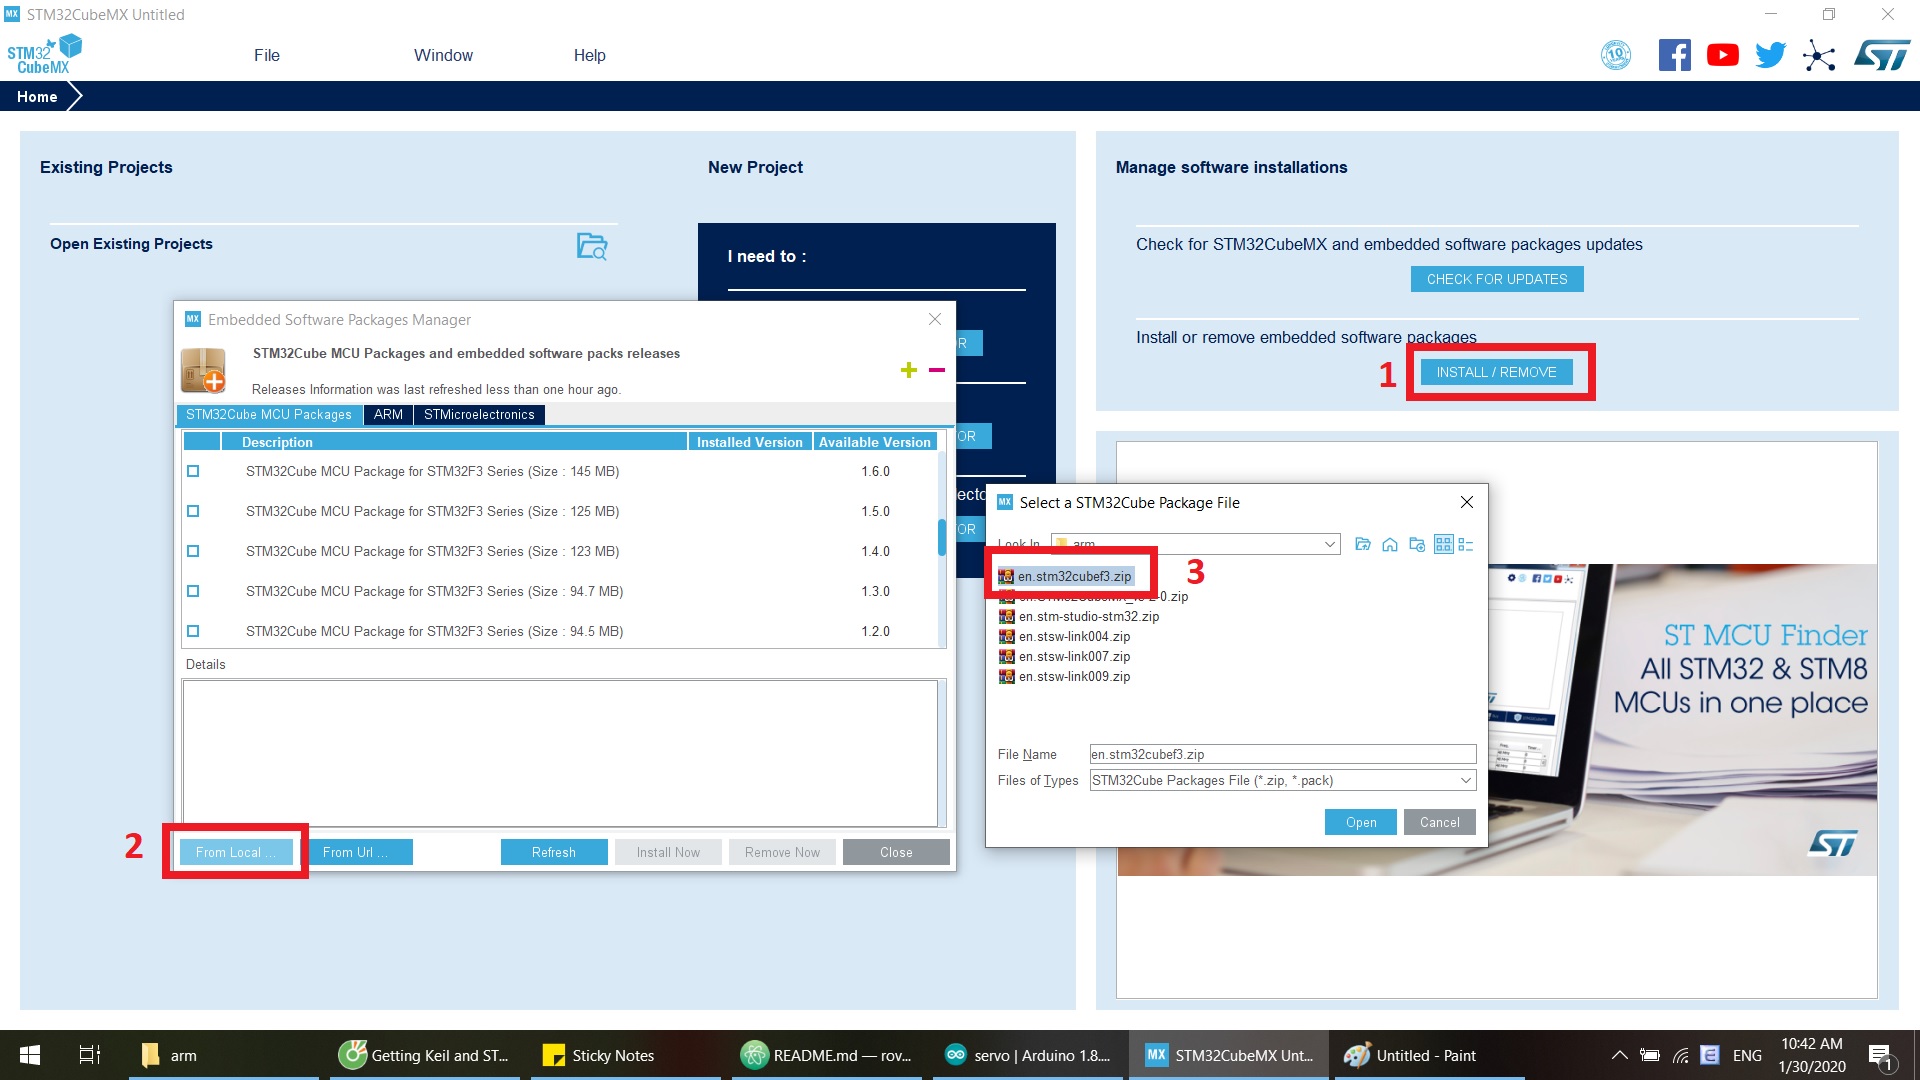 MX STM32CubeMX Untitled
STM32
CubeMX
File
Window
Help
10
ST
Home
Existing Projects
Open Existing Projects
New Project
I need to :
Manage software installations
Check for STM32CubeMX and embedded software packages updates
CHECK FOR UPDATES
Install or remove embedded software packages
1
INSTALL / REMOVE
MX Embedded Software Packages Manager
STM32Cube MCU Packages and embedded software packs releases
Releases Information was last refreshed less than one hour ago.
STM32Cube MCU Packages
ARM
STMicroelectronics
Description
Installed Version
Available Version
STM32Cube MCU Package for STM32F3 Series (Size : 145 MB) 1.6.0
STM32Cube MCU Package for STM32F3 Series (Size : 125 MB) 1.5.0
STM32Cube MCU Package for STM32F3 Series (Size : 123 MB) 1.4.0
STM32Cube MCU Package for STM32F3 Series (Size : 94.7 MB) 1.3.0
STM32Cube MCU Package for STM32F3 Series (Size : 94.5 MB) 1.2.0
Details
2
From Local ...
From Url ...
Refresh
Install Now
Remove Now
Close
MX Select a STM32Cube Package File
Look In
arm
en.stm32cubef3.zip
3
en.stm-studio-stm32.zip
en.stsw-link004.zip
en.stsw-link007.zip
en.stsw-link009.zip
File Name
en.stm32cubef3.zip
Files of Types
STM32Cube Packages File (*.zip, *.pack)
Open
Cancel
ST MCU Finder
All STM32 & STM8
MCUs in one place
ST
arm
Getting Keil and ST...
Sticky Notes
README.md — rov...
servo | Arduino 1.8....
MX STM32CubeMX Unt...
Untitled - Paint
ENG
10:42 AM
1/30/2020
1